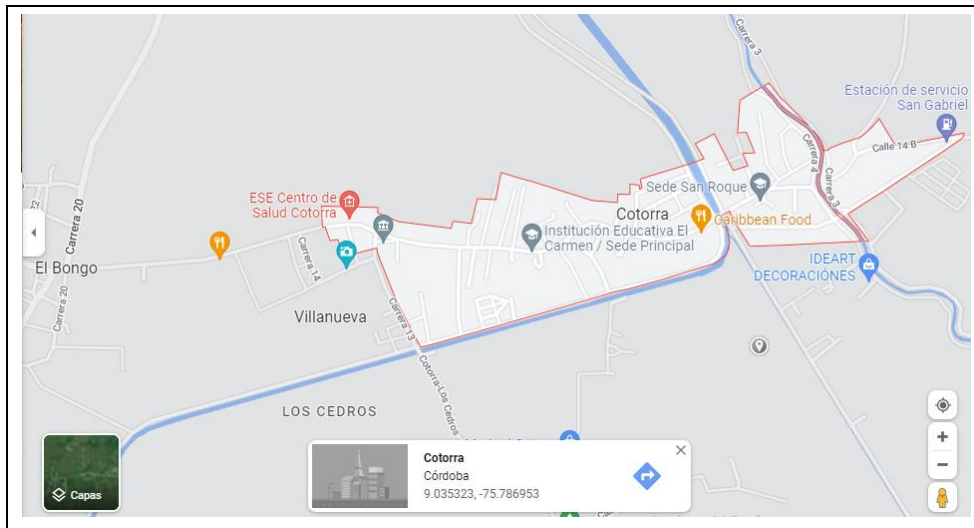 Carrera 3
Estación de servicio
San Gabriel
Calle 14 B
Carrera 4
Carrera 3
Sede San Roque
ESE Centro de
Salud Cotorra
Cotorra
Caribbean Food
Institución Educativa El
Carmen / Sede Principal
Carrera 20
Carrera 20
Carrera 14
El Bongo
IDEART
DECORACIÓNES
Villanueva
Carrera 13
Cotorra-Los Cedros
LOS CEDROS
Capas
Cotorra
Córdoba
9.035323, -75.786953